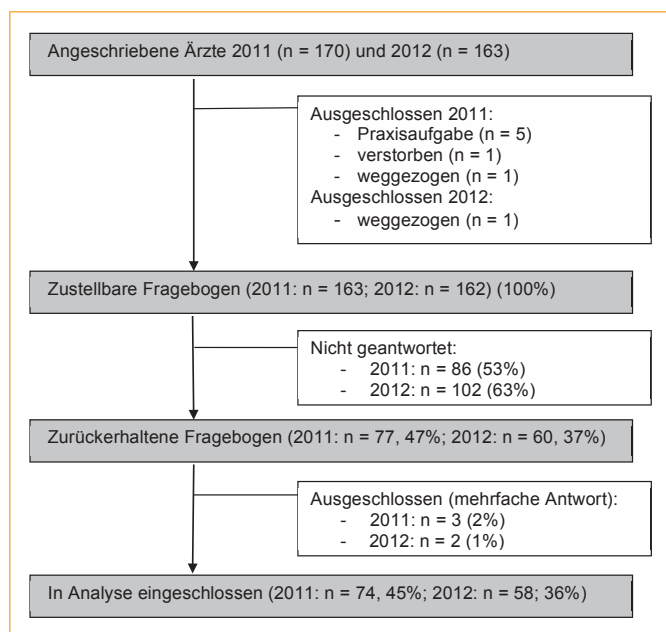 Angeschriebene Ärzte 2011 (n = 170) und 2012 (n = 163)
Ausgeschlossen 2011:
- Praxisaufgabe (n = 5)
- verstorben (n = 1)
- weggezogen (n = 1)
Ausgeschlossen 2012:
- weggezogen (n = 1)
Zustellbare Fragebogen (2011: n = 163; 2012: n = 162) (100%)
Nicht geantwortet:
- 2011: n = 86 (53%)
- 2012: n = 102 (63%)
Zurückerhaltene Fragebogen (2011: n = 77, 47%; 2012: n = 60, 37%)
Ausgeschlossen (mehrfache Antwort):
- 2011: n = 3 (2%)
- 2012: n = 2 (1%)
In Analyse eingeschlossen (2011: n = 74, 45%; 2012: n = 58; 36%)